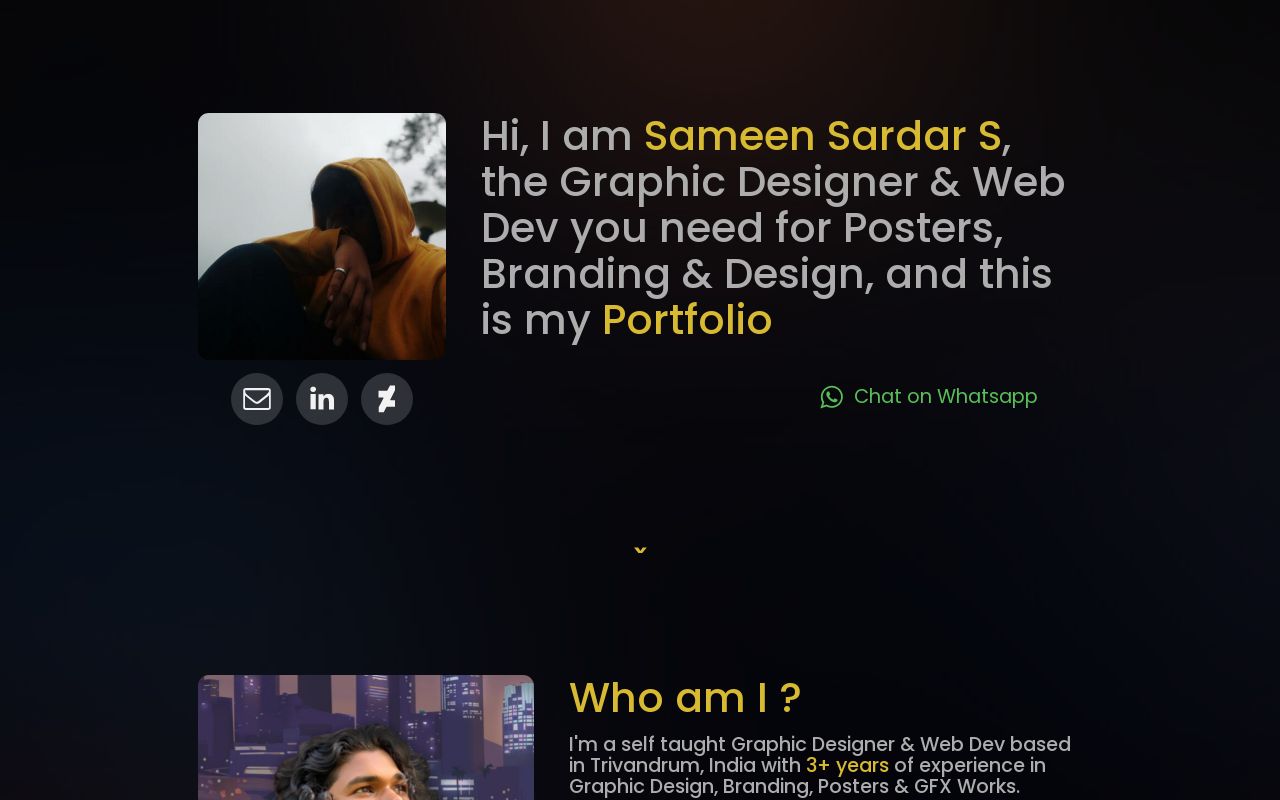 Hi, I am Sameen Sardar S,
the Graphic Designer & Web
Dev you need for Posters,
Branding & Design, and this
is my Portfolio
in
Chat on Whatsapp
Who am I ?
I'm a self taught Graphic Designer & Web Dev based
in Trivandrum, India with 3+ years of experience in
Graphic Design, Branding, Posters & GFX Works.